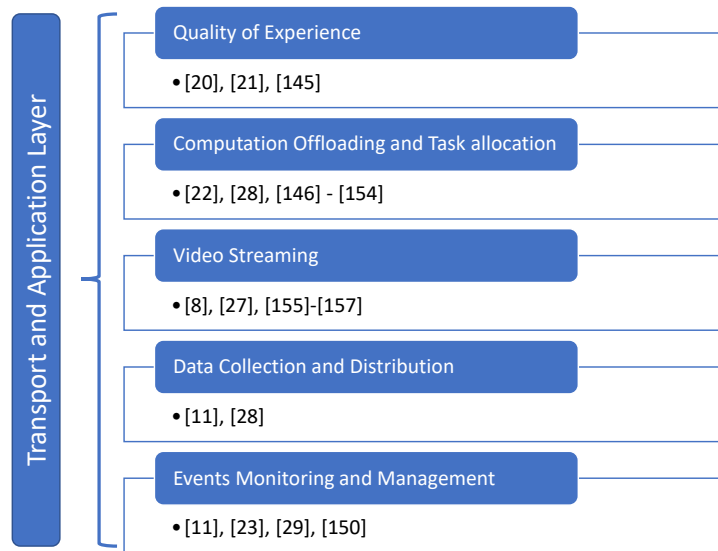 Transport and Application Layer
Quality of Experience
•[20], [21], [145]
Computation Offloading and Task allocation
•[22], [28], [146] - [154]
Video Streaming
•[8], [27], [155]-[157]
Data Collection and Distribution
•[11], [28]
Events Monitoring and Management
•[11], [23], [29], [150]